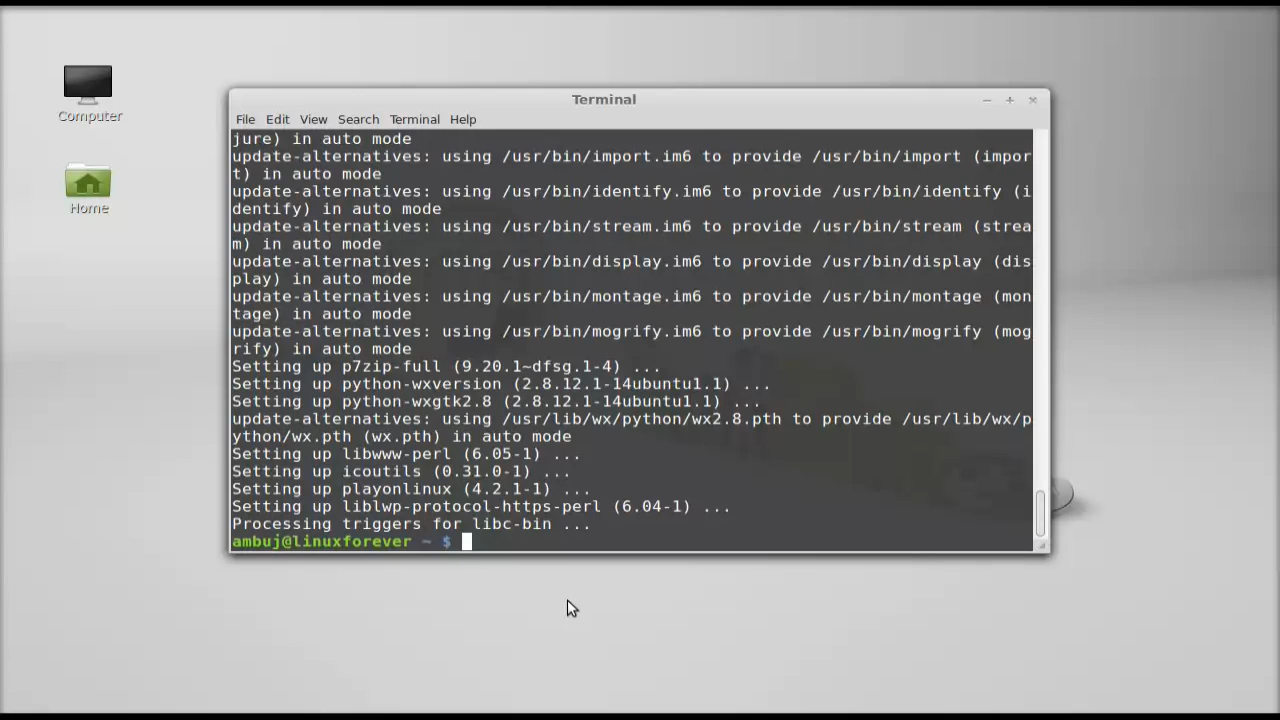 Computer
Home
Terminal
File Edit View Search Terminal Help
jure) in auto mode
update-alternatives: using /usr/bin/import.im6 to provide /usr/bin/import (impor
t) in auto mode
update-alternatives: using /usr/bin/identify.im6 to provide /usr/bin/identify (i
dentify) in auto mode
update-alternatives: using /usr/bin/stream.im6 to provide /usr/bin/stream (strea
m) in auto mode
update-alternatives: using /usr/bin/display.im6 to provide /usr/bin/display (dis
play) in auto mode
update-alternatives: using /usr/bin/montage.im6 to provide /usr/bin/montage (mon
tage) in auto mode
update-alternatives: using /usr/bin/mogrify.im6 to provide /usr/bin/mogrify (mog
rify) in auto mode
Setting up p7zip-full (9.20.1~dfsg.1-4) ...
Setting up python-wxversion (2.8.12.1-14ubuntu1.1) ...
Setting up python-wxgtk2.8 (2.8.12.1-14ubuntu1.1) ...
update-alternatives: using /usr/lib/wx/python/wx2.8.pth to provide /usr/lib/wx/p
ython/wx.pth (wx.pth) in auto mode
Setting up libwww-perl (6.05-1) ...
Setting up icoutils (0.31.0-1) ...
Setting up playonlinux (4.2.1-1) ...
Setting up liblwp-protocol-https-perl (6.04-1) ...
Processing triggers for libc-bin ...
ambuj@linuxforever ~ $